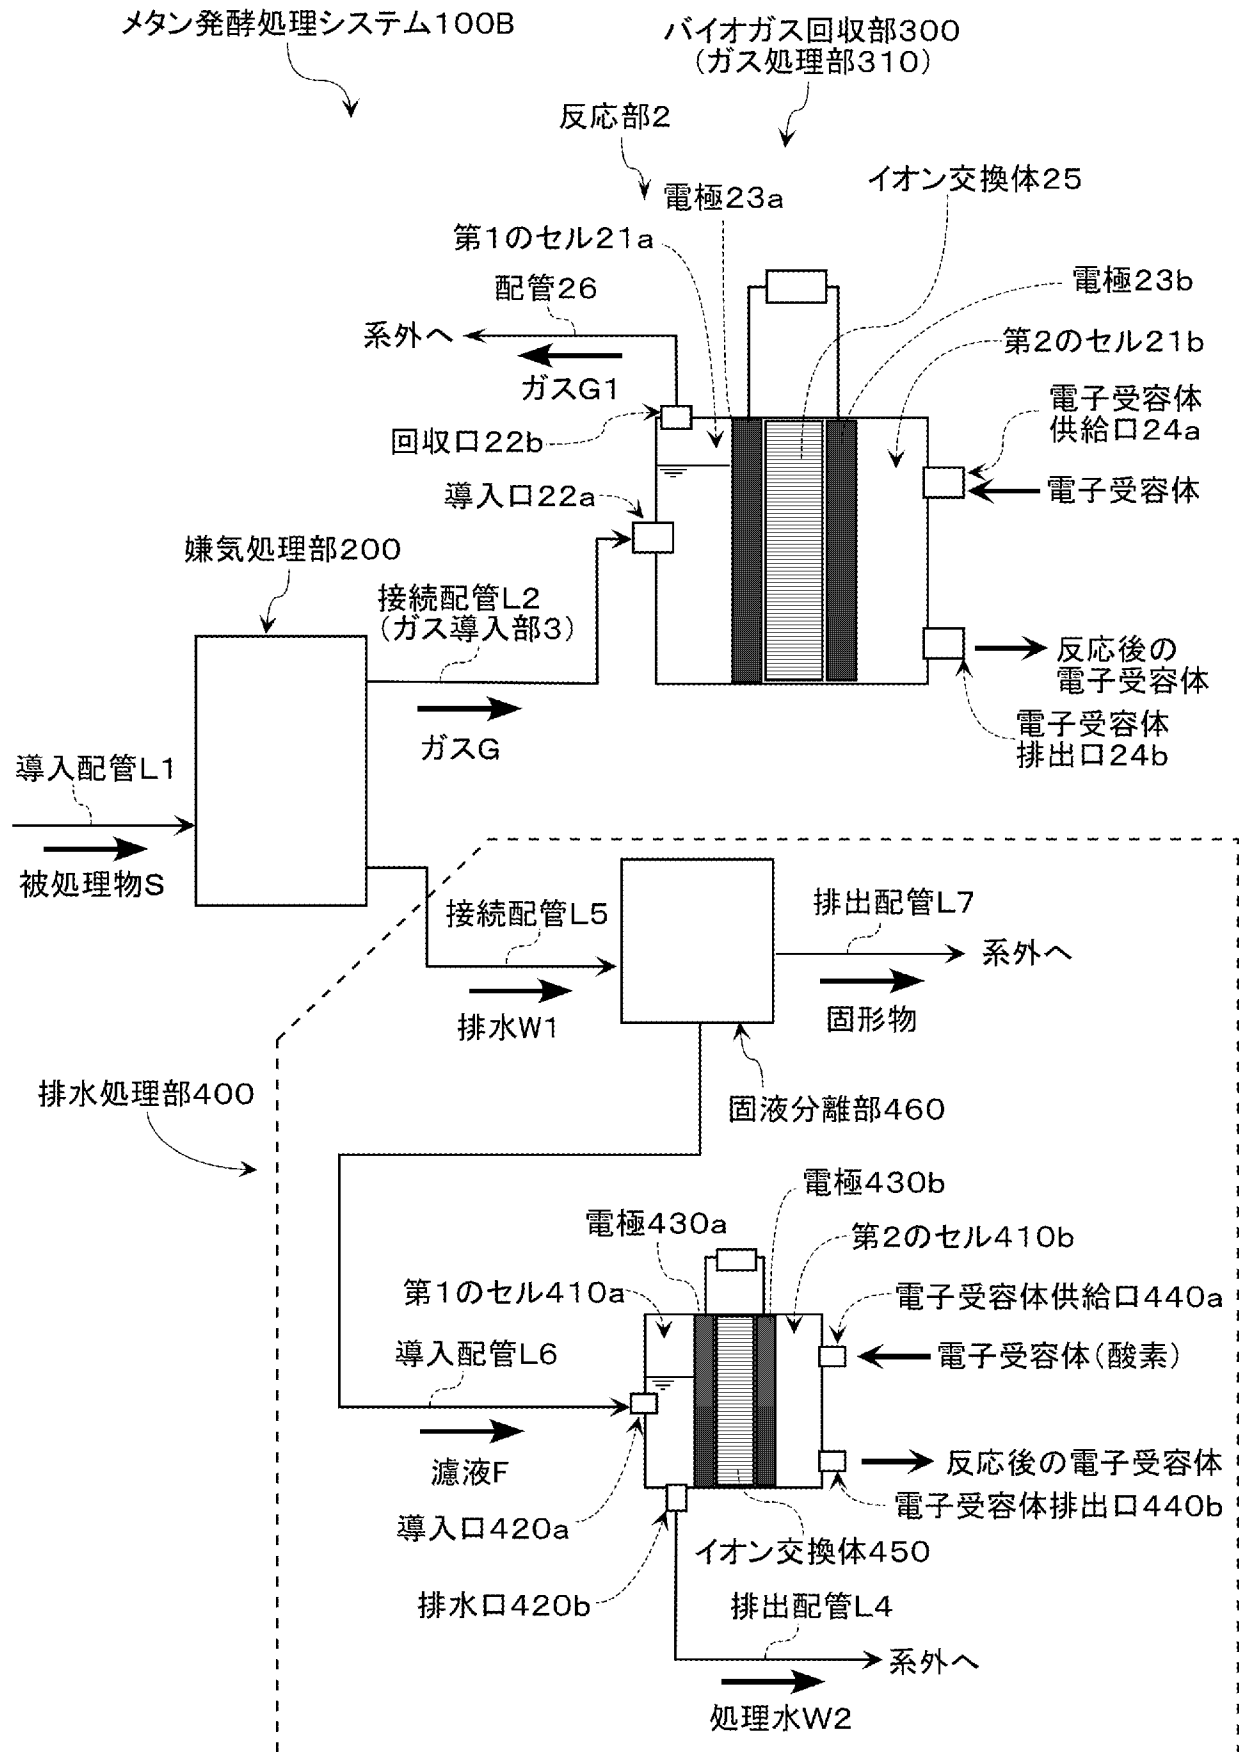 メタン発酵処理システム100B
バイオガス回収部300
（ガス処理部310）
反応部2
電極23a
イオン交換体25
第1のセル21a
配管26
電極23b
系外へ
ガスG1
第2のセル21b
電子受容体
供給口24a
回収口22b
導入口22a
電子受容体
嫌気処理部200
接続配管L2
（ガス導入部3）
反応後の
電子受容体
ガスG
電子受容体
排出口24b
導入配管L1
被処理物S
接続配管L5
排出配管L7
系外へ
排水W1
固形物
排水処理部400
固液分離部460
電極430b
電極430a
第2のセル410b
第1のセル410a
電子受容体供給口440a
導入配管L6
電子受容体（酸素）
濾液F
反応後の電子受容体
電子受容体排出口440b
導入口420a
イオン交換体450
排水口420b
排出配管L4
系外へ
処理水W2